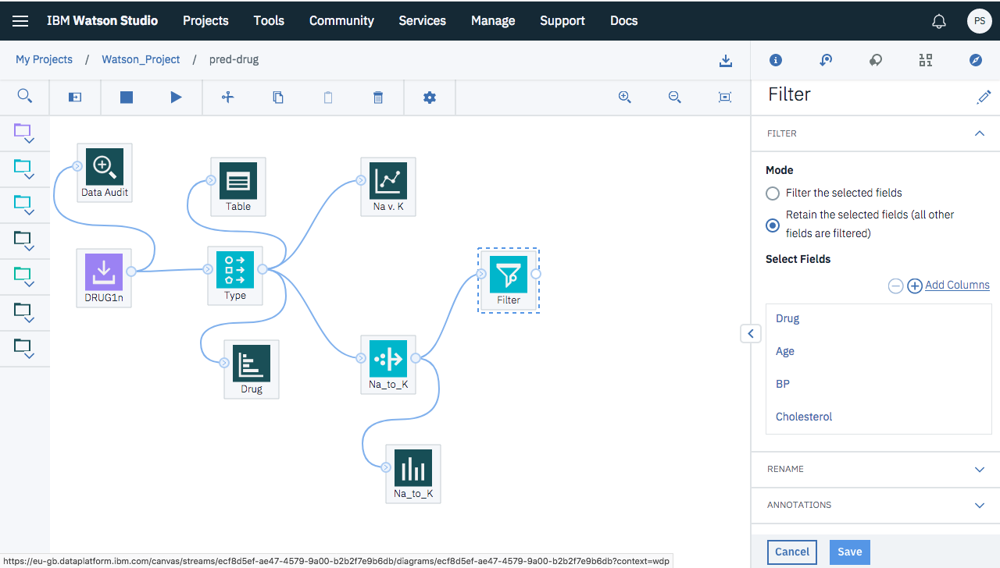 IBM Watson Studio Projects Tools Community Services Manage Support Docs PS
My Projects / Watson_Project / pred-drug
Filter
FILTER
Mode
Filter the selected fields
Retain the selected fields (all other
fields are filtered)
Select Fields
Add Columns
Drug
Age
BP
Cholesterol
RENAME
ANNOTATIONS
Cancel Save
Data Audit
Table
Na v. K
DRUG1n
Type
Filter
Drug
Na_to_K
Na_to_K
https://eu-gb.dataplatform.ibm.com/canvas/streams/ecf8d5ef-ae47-4579-9a00-b2b2f7e9b6db/diagrams/ecf8d5ef-ae47-4579-9a00-b2b2f7e9b6db?context=wdp